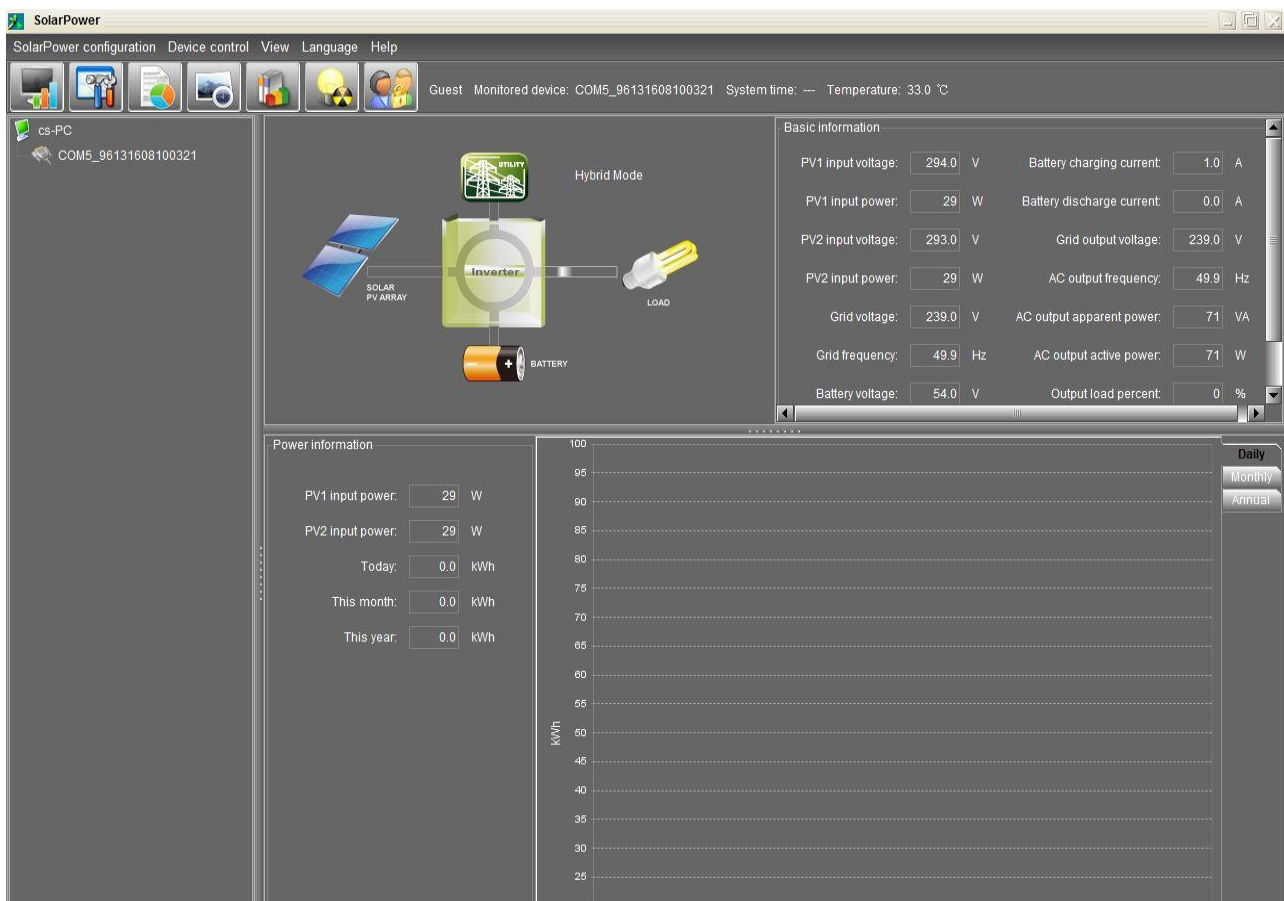 SolarPower
SolarPower configuration Device control View Language Help
Guest Monitored device: COM5_96131608100321 System time: --- Temperature: 33.0 ℃
cs-PC
COM5_96131608100321
UTILITY
Hybrid Mode
Inverter
SOLAR
PV ARRAY
LOAD
BATTERY
Basic information
PV1 input voltage: 294.0 V Battery charging current: 1.0 A
PV1 input power: 29 W Battery discharge current: 0.0 A
PV2 input voltage: 293.0 V Grid output voltage: 239.0 V
PV2 input power: 29 W AC output frequency: 49.9 Hz
Grid voltage: 239.0 V AC output apparent power: 71 VA
Grid frequency: 49.9 Hz AC output active power: 71 W
Battery voltage: 54.0 V Output load percent: 0 %
Power information
PV1 input power: 29 W
PV2 input power: 29 W
Today: 0.0 kWh
This month: 0.0 kWh
This year: 0.0 kWh
100
95
90
85
80
75
70
65
60
55
50
45
40
35
30
25
kWh
Daily
Monthly
Annual